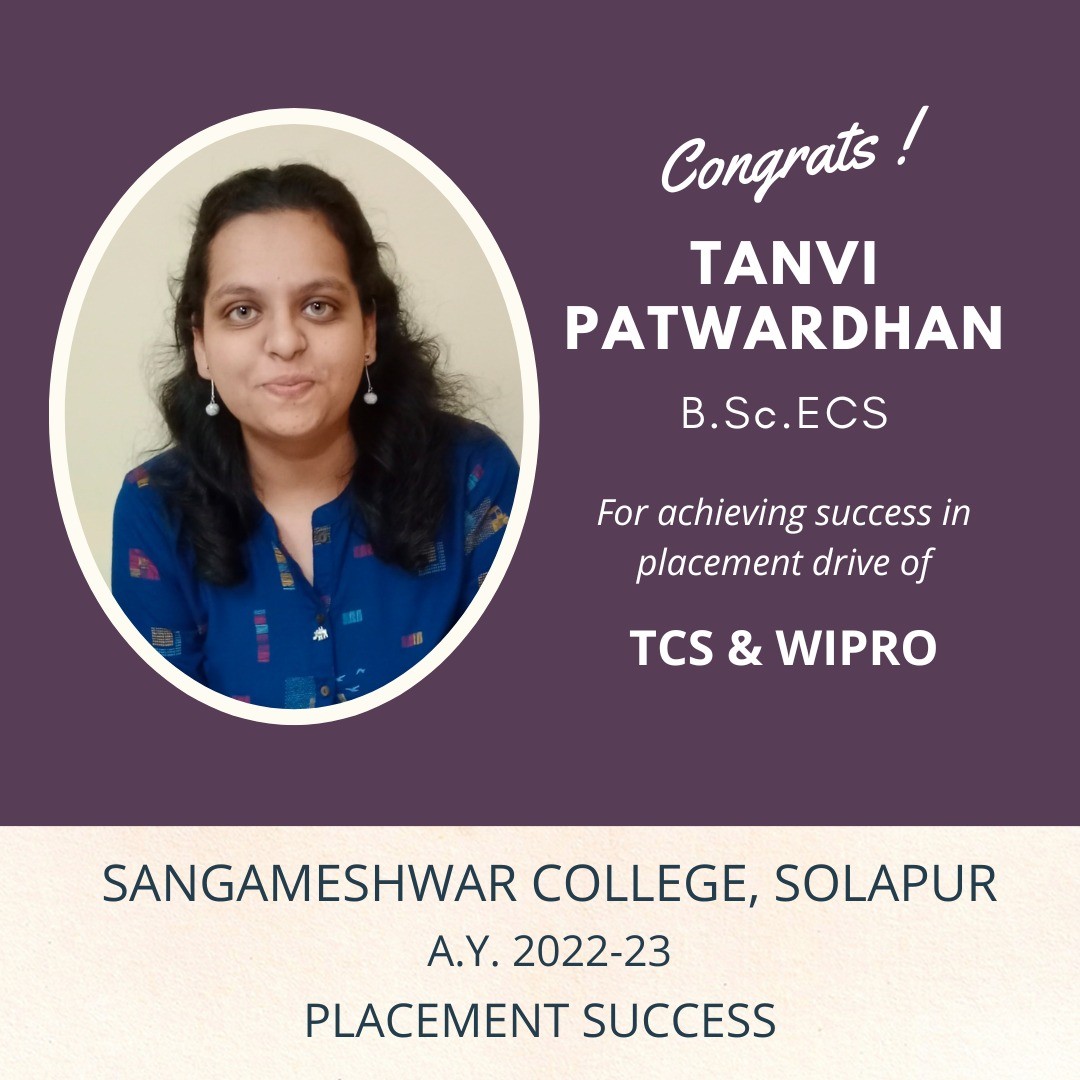 Congrats !
TANVI
PATWARDHAN
B.Sc.ECS
For achieving success in
placement drive of
TCS & WIPRO
SANGAMESHWAR COLLEGE, SOLAPUR
A.Y. 2022-23
PLACEMENT SUCCESS